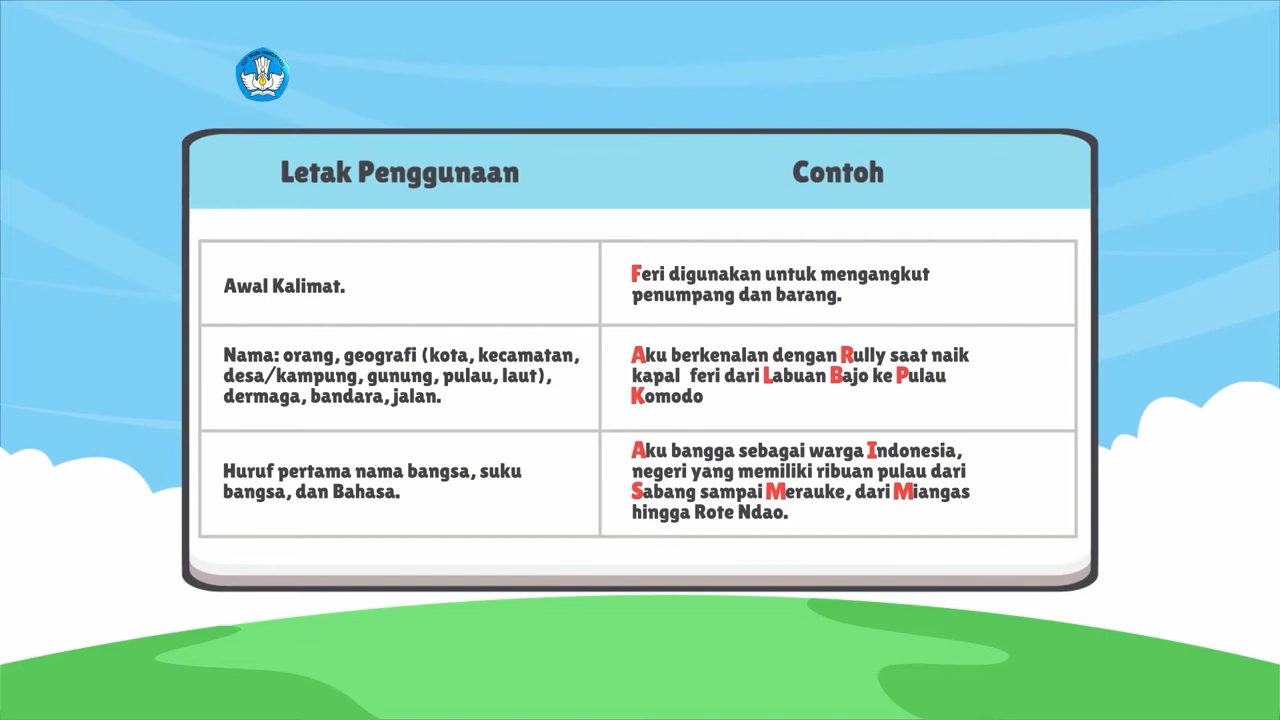 Letak Penggunaan
Contoh
Awal Kalimat.
Feri digunakan untuk mengangkut
penumpang dan barang.
Nama: orang, geografi (kota, kecamatan,
desa/kampung, gunung, pulau, laut),
dermaga, bandara, jalan.
Aku berkenalan dengan Rully saat naik
kapal feri dari Labuan Bajo ke Pulau
Komodo
Huruf pertama nama bangsa, suku
bangsa, dan Bahasa.
Aku bangga sebagai warga Indonesia,
negeri yang memiliki ribuan pulau dari
Sabang sampai Merauke, dari Miangas
hingga Rote Ndao.